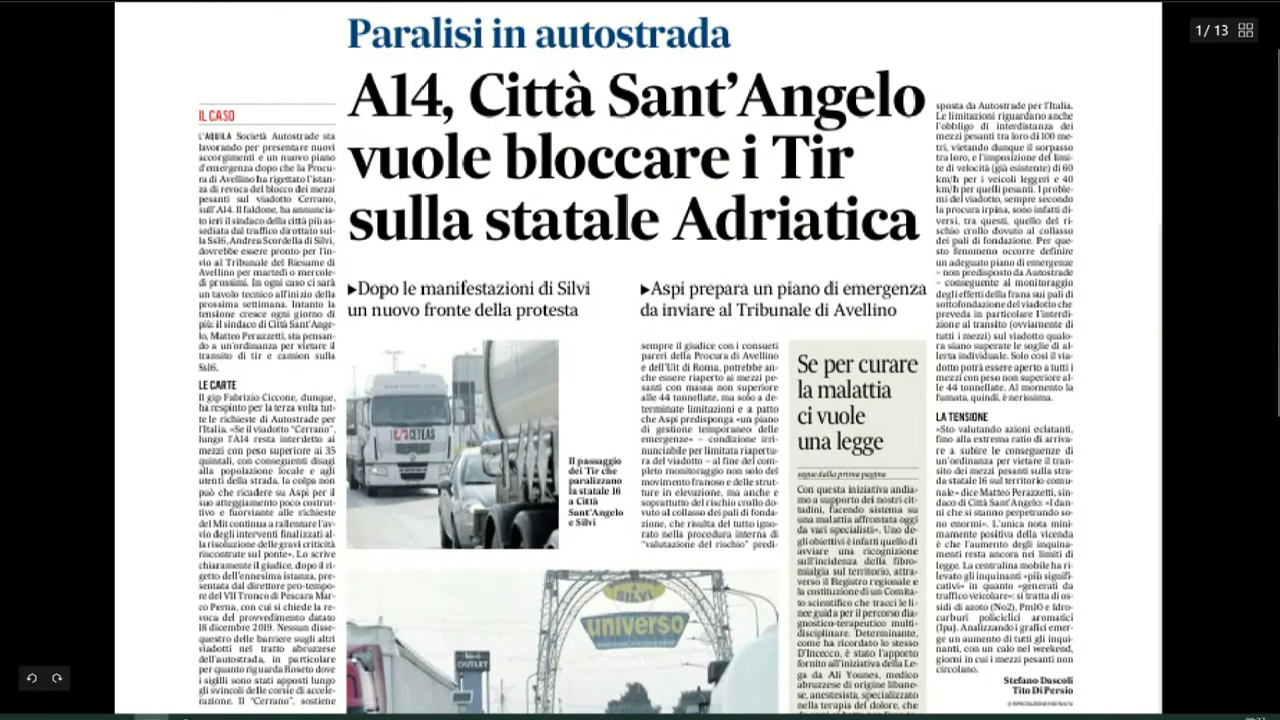 Paralisi in autostrada
1 / 13
A14, Città Sant'Angelo
vuole bloccare i Tir
sulla statale Adriatica
▶Dopo le manifestazioni di Silvi
un nuovo fronte della protesta
▶Aspi prepara un piano di emergenza
da inviare al Tribunale di Avellino
IL CASO
L'AQUILA Società Autostrade sta
lavorando per presentare nuovi
accorgimenti e un nuovo piano
d'emergenza dopo che la Procu-
ra di Avellino ha rigettato l'istan-
za di revoca del blocco dei mezzi
pesanti sul viadotto Cerrano,
sull'A14. Il faldone, ha annuncia-
to ieri il sindaco della città più as-
sediata dal traffico dirottato sul-
la Ss16, Andrea Scordella di Silvi,
dovrebbe essere pronto per l'in-
vio al Tribunale del Riesame di
Avellino per martedì o mercole-
dì prossimi. In ogni caso ci sarà
un tavolo tecnico all'inizio della
prossima settimana. Intanto la
tensione cresce ogni giorno di
più: il sindaco di Città Sant'Ange-
lo, Matteo Perazzetti, sta pensan-
do a un'ordinanza per vietare il
transito di tir e camion sulla
Ss16.
LE CARTE
Il gip Fabrizio Ciccone, dunque,
ha respinto per la terza volta tut-
te le richieste di Autostrade per
l'Italia. «Se il viadotto "Cerrano",
lungo l'A14 resta interdetto ai
mezzi con peso superiore ai 35
quintali, con conseguenti disagi
alla popolazione locale e agli
utenti della strada, la colpa non
può che ricadere su Aspi per il
suo atteggiamento poco costrut-
tivo e fuorviante alle richieste
del Mit continua a rallentare l'av-
vio degli interventi finalizzati al-
la risoluzione delle gravi criticità
riscontrate sul ponte». Lo scrive
chiaramente il giudice, dopo il ri-
getto dell'ennesima istanza, pre-
sentata dal direttore pro-tempo-
re del VII Tronco di Pescara Mar-
co Perna, con cui si chiede la re-
voca del provvedimento datato
18 dicembre 2019. Nessun disse-
questro delle barriere sugli altri
viadotti nel tratto abruzzese
dell'autostrada, in particolare
per quanto riguarda Roseto dove
i sigilli sono stati apposti lungo
gli svincoli delle corsie di accele-
razione. Il "Cerrano", sostiene
CETEAS
Il passaggio
dei Tir che
paralizzano
la statale 16
a Città
Sant'Angelo
e Silvi
SILVI
universo
OUTLET
sempre il giudice con i consueti
pareri della Procura di Avellino
e dell'Uit di Roma, potrebbe an-
che essere riaperto ai mezzi pe-
santi con massa non superiore
alle 44 tonnellate, ma solo a de-
terminate limitazioni e a patto
che Aspi predisponga «un piano
di gestione temporaneo delle
emergenze» – condizione irri-
nunciabile per limitata riapertu-
ra del viadotto – al fine del com-
pleto monitoraggio non solo del
movimento franoso e delle strut-
ture in elevazione, ma anche e
soprattutto del rischio crollo do-
vuto al collasso dei pali di fonda-
zione, che risulta del tutto igno-
rato nella procedura interna di
"valutazione del rischio" predi-
Se per curare
la malattia
ci vuole
una legge
segue dalla prima pagina
Con questa iniziativa andia-
mo a supporto dei nostri cit-
tadini, facendo sistema su
una malattia affrontata oggi
da vari specialisti». Uno de-
gli obiettivi è infatti quello di
avviare una ricognizione
sull'incidenza della fibro-
mialgia sul territorio, attra-
verso il Registro regionale e
la costituzione di un Comita-
to scientifico che tracci le li-
nee guida per il percorso dia-
gnostico-terapeutico multi-
disciplinare. Determinante,
come ha ricordato lo stesso
D'Incecco, è stato l'apporto
fornito all'iniziativa della Le-
ga da Ali Younes, medico
abruzzese di origine libane-
se, anestesista, specializzato
nella terapia del dolore, che
sposta da Autostrade per l'Italia.
Le limitazioni riguardano anche
l'obbligo di interdistanza dei
mezzi pesanti tra loro di 100 me-
tri, vietando dunque il sorpasso
tra loro, e l'imposizione del limi-
te di velocità (già esistente) di 60
km/h per i veicoli leggeri e 40
km/h per quelli pesanti. I proble-
mi del viadotto, sempre secondo
la procura irpina, sono infatti di-
versi, tra questi, quello del ri-
schio crollo dovuto al collasso
dei pali di fondazione. Per que-
sto fenomeno occorre definire
un adeguato piano di emergenze
– non predisposto da Autostrade
– conseguente al monitoraggio
degli effetti della frana sui pali di
sottofondazione del viadotto che
preveda in particolare l'interdi-
zione al transito (ovviamente di
tutti i mezzi) sul viadotto qualo-
ra siano superate le soglie di al-
lerta individuate. Solo così il via-
dotto potrà essere aperto a tutti i
mezzi con peso non superiore al-
le 44 tonnellate. Al momento la
fumata, quindi, è nerissima.
LA TENSIONE
«Sto valutando azioni eclatanti,
fino alla extrema ratio di arriva-
re a subire le conseguenze di
un'ordinanza per vietare il tran-
sito dei mezzi pesanti sulla stra-
da statale 16 sul territorio comu-
nale» dice Matteo Perazzetti, sin-
daco di Città Sant'Angelo: «I dan-
ni che si stanno perpetrando so-
no enormi». L'unica nota mini-
mamente positiva della vicenda
è che l'aumento degli inquina-
menti resta ancora nei limiti di
legge. La centralina mobile ha ri-
levato gli inquinanti «più signifi-
cativi» in quanto «generati da
traffico veicolare»: si tratta di os-
sidi di azoto (No2), Pm10 e Idro-
carburi policiclici aromatici
(Ipa). Analizzando i grafici emer-
ge un aumento di tutti gli inqui-
nanti, con un calo nel weekend,
giorni in cui i mezzi pesanti non
circolano.
Stefano Dascoli
Tito Di Persio